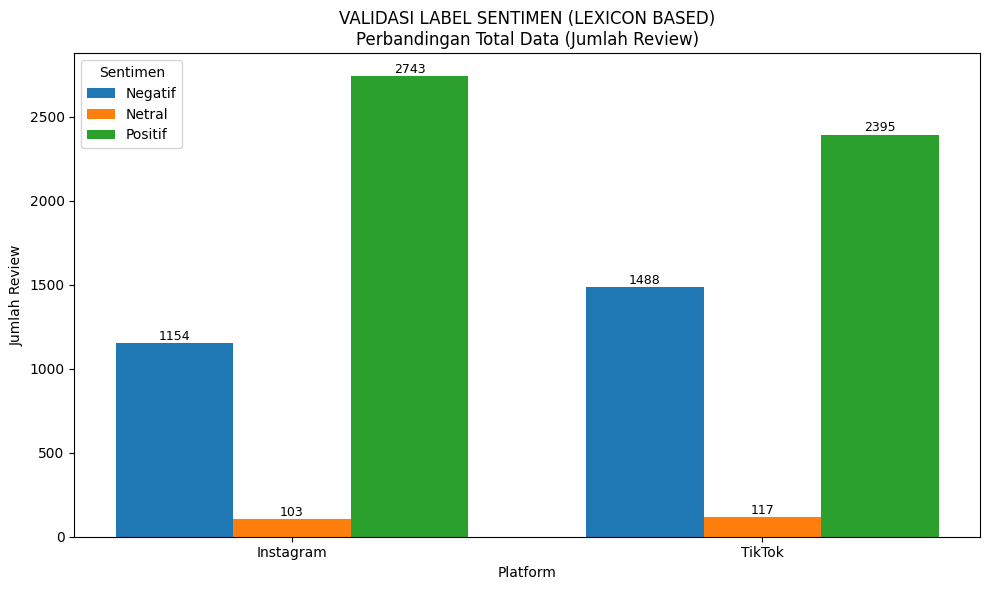 VALIDASI LABEL SENTIMEN (LEXICON BASED)
Perbandingan Total Data (Jumlah Review)
Sentimen
Negatif
Netral
Positif
Jumlah Review
2500
2000
1500
1000
500
0
1154
103
2743
1488
117
2395
Instagram
TikTok
Platform